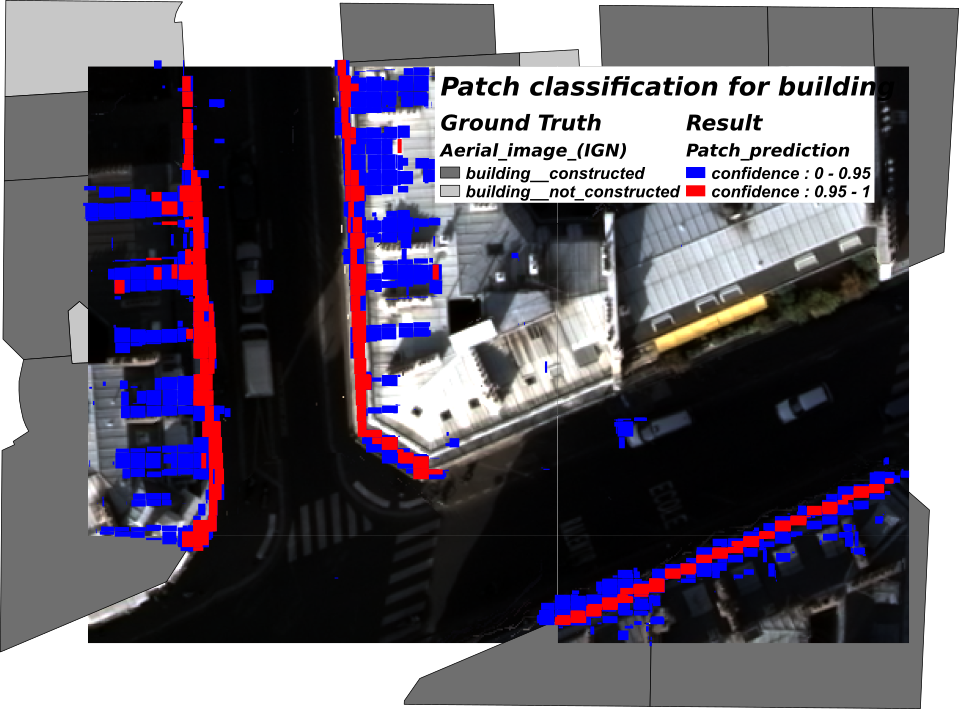 Patch classification for building
Ground Truth
Result
Aerial_image_(IGN)
Patch_prediction
building__constructed
confidence : 0 - 0.95
building__not_constructed
confidence : 0.95 - 1
ECOLE